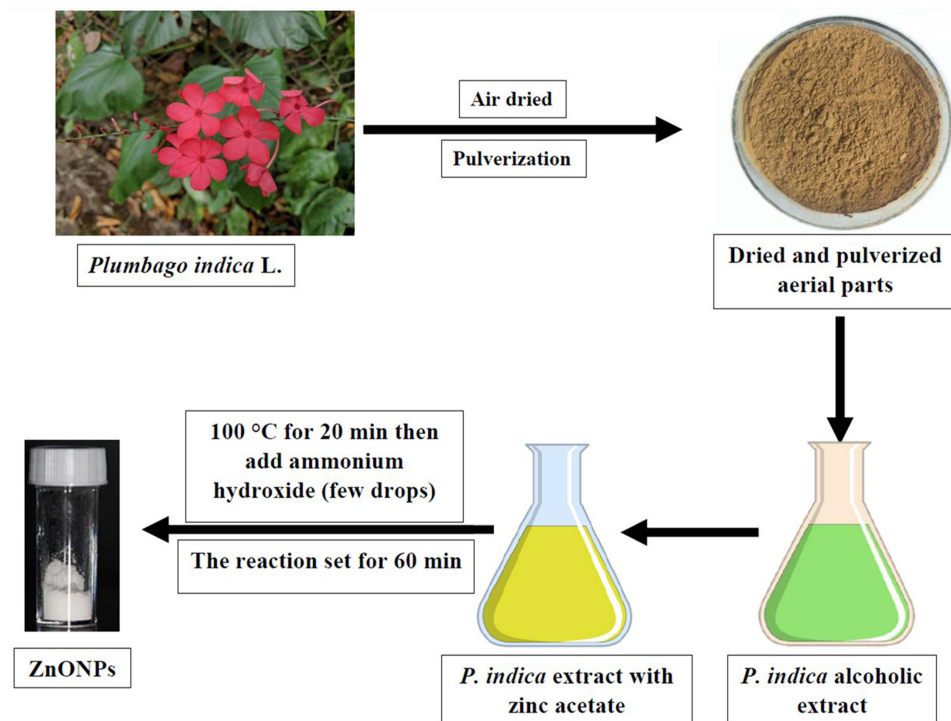 Air dried
Pulverization
Plumbago indica L.
Dried and pulverized
aerial parts
100 °C for 20 min then
add ammonium
hydroxide (few drops)
The reaction set for 60 min
ZnONPs
P. indica extract with
zinc acetate
P. indica alcoholic
extract